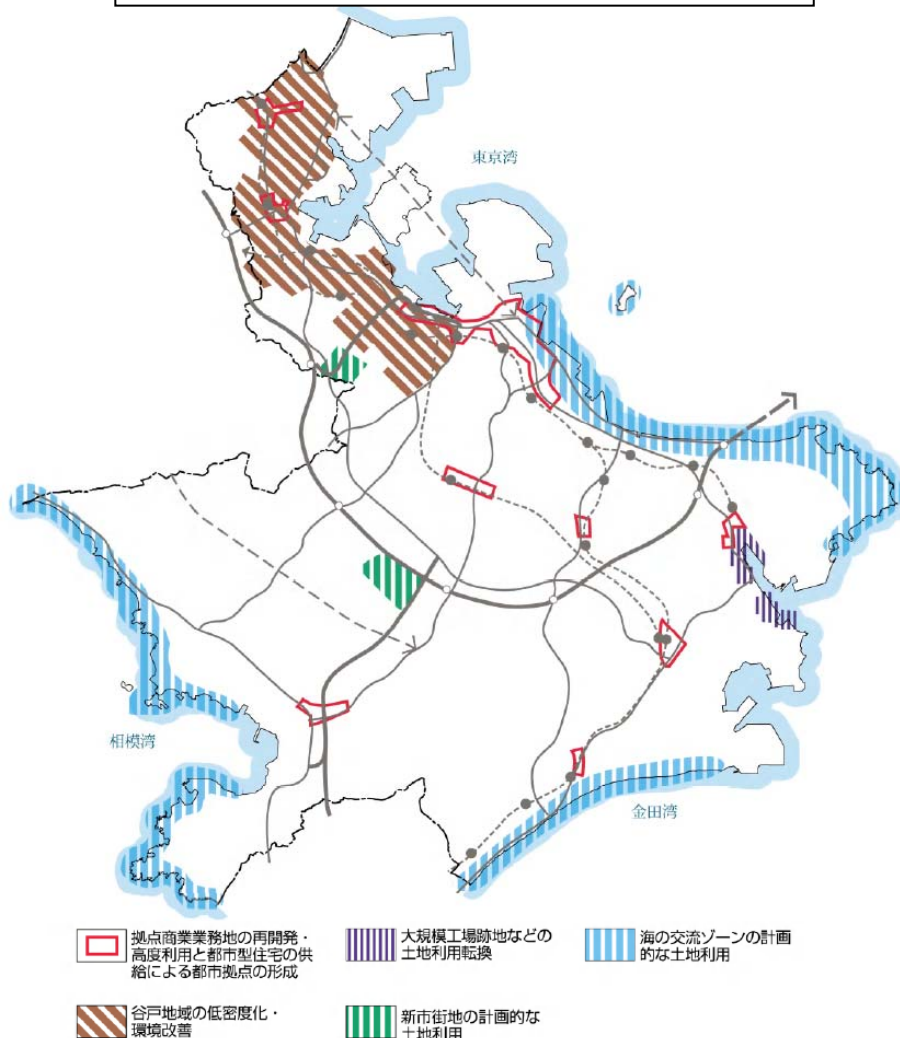 東京湾
相模湾
金田湾
拠点商業業務地の再開発・
高度利用と都市型住宅の供
給による都市拠点の形成
大規模工場跡地などの
土地利用転換
海の交流ゾーンの計画
的な土地利用
谷戸地域の低密度化・
環境改善
新市街地の計画的な
土地利用